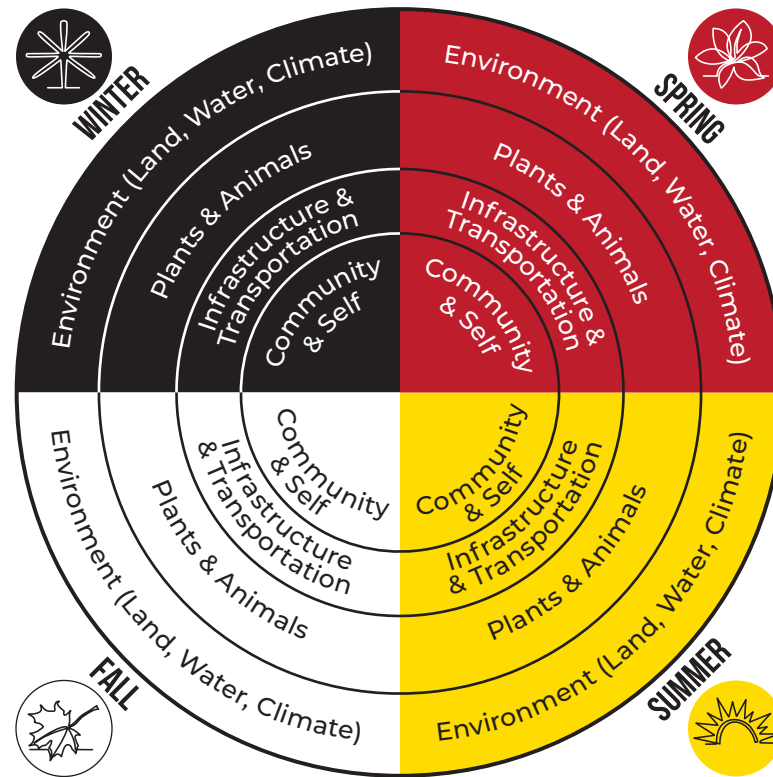 WINTER
Environment (Land, Water, Climate)
Plants & Animals
Infrastructure &
Transportation
Community
& Self
SPRING
Environment (Land, Water, Climate)
Plants & Animals
Infrastructure &
Transportation
Community
& Self
FALL
Community
& Self
Infrastructure
& Transportation
Plants & Animals
Environment (Land, Water, Climate)
SUMMER
Community
& Self
Infrastructure
& Transportation
Plants & Animals
Environment (Land, Water, Climate)